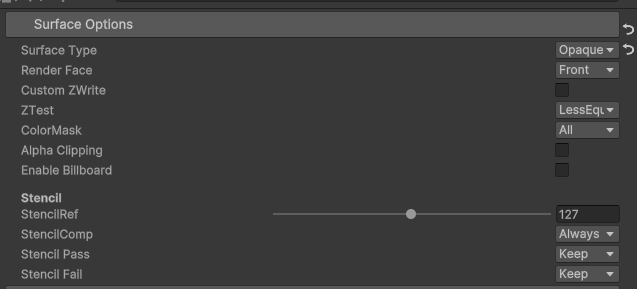 Surface Options
Surface Type Opaque
Render Face Front
Custom ZWrite
ZTest LessEqu
ColorMask All
Alpha Clipping
Enable Billboard
Stencil
StencilRef 127
StencilComp Always
Stencil Pass Keep
Stencil Fail Keep